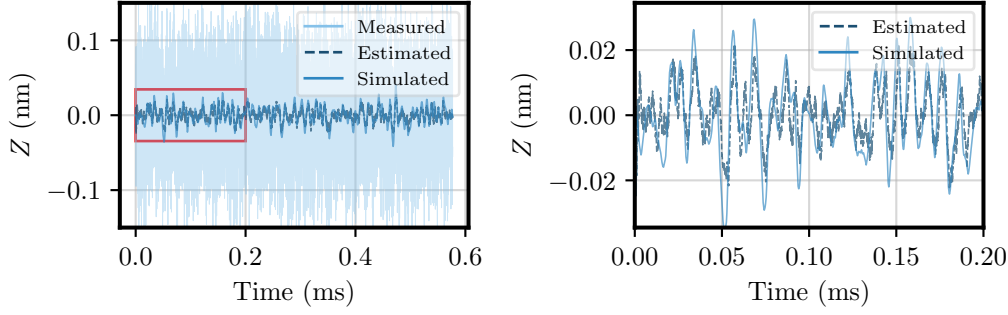 Z (nm)
0.1
0.0
−0.1
Measured
Estimated
Simulated
0.0
0.2
0.4
0.6
Time (ms)
Z (nm)
0.02
0.00
−0.02
Estimated
Simulated
0.00
0.05
0.10
0.15
0.20
Time (ms)